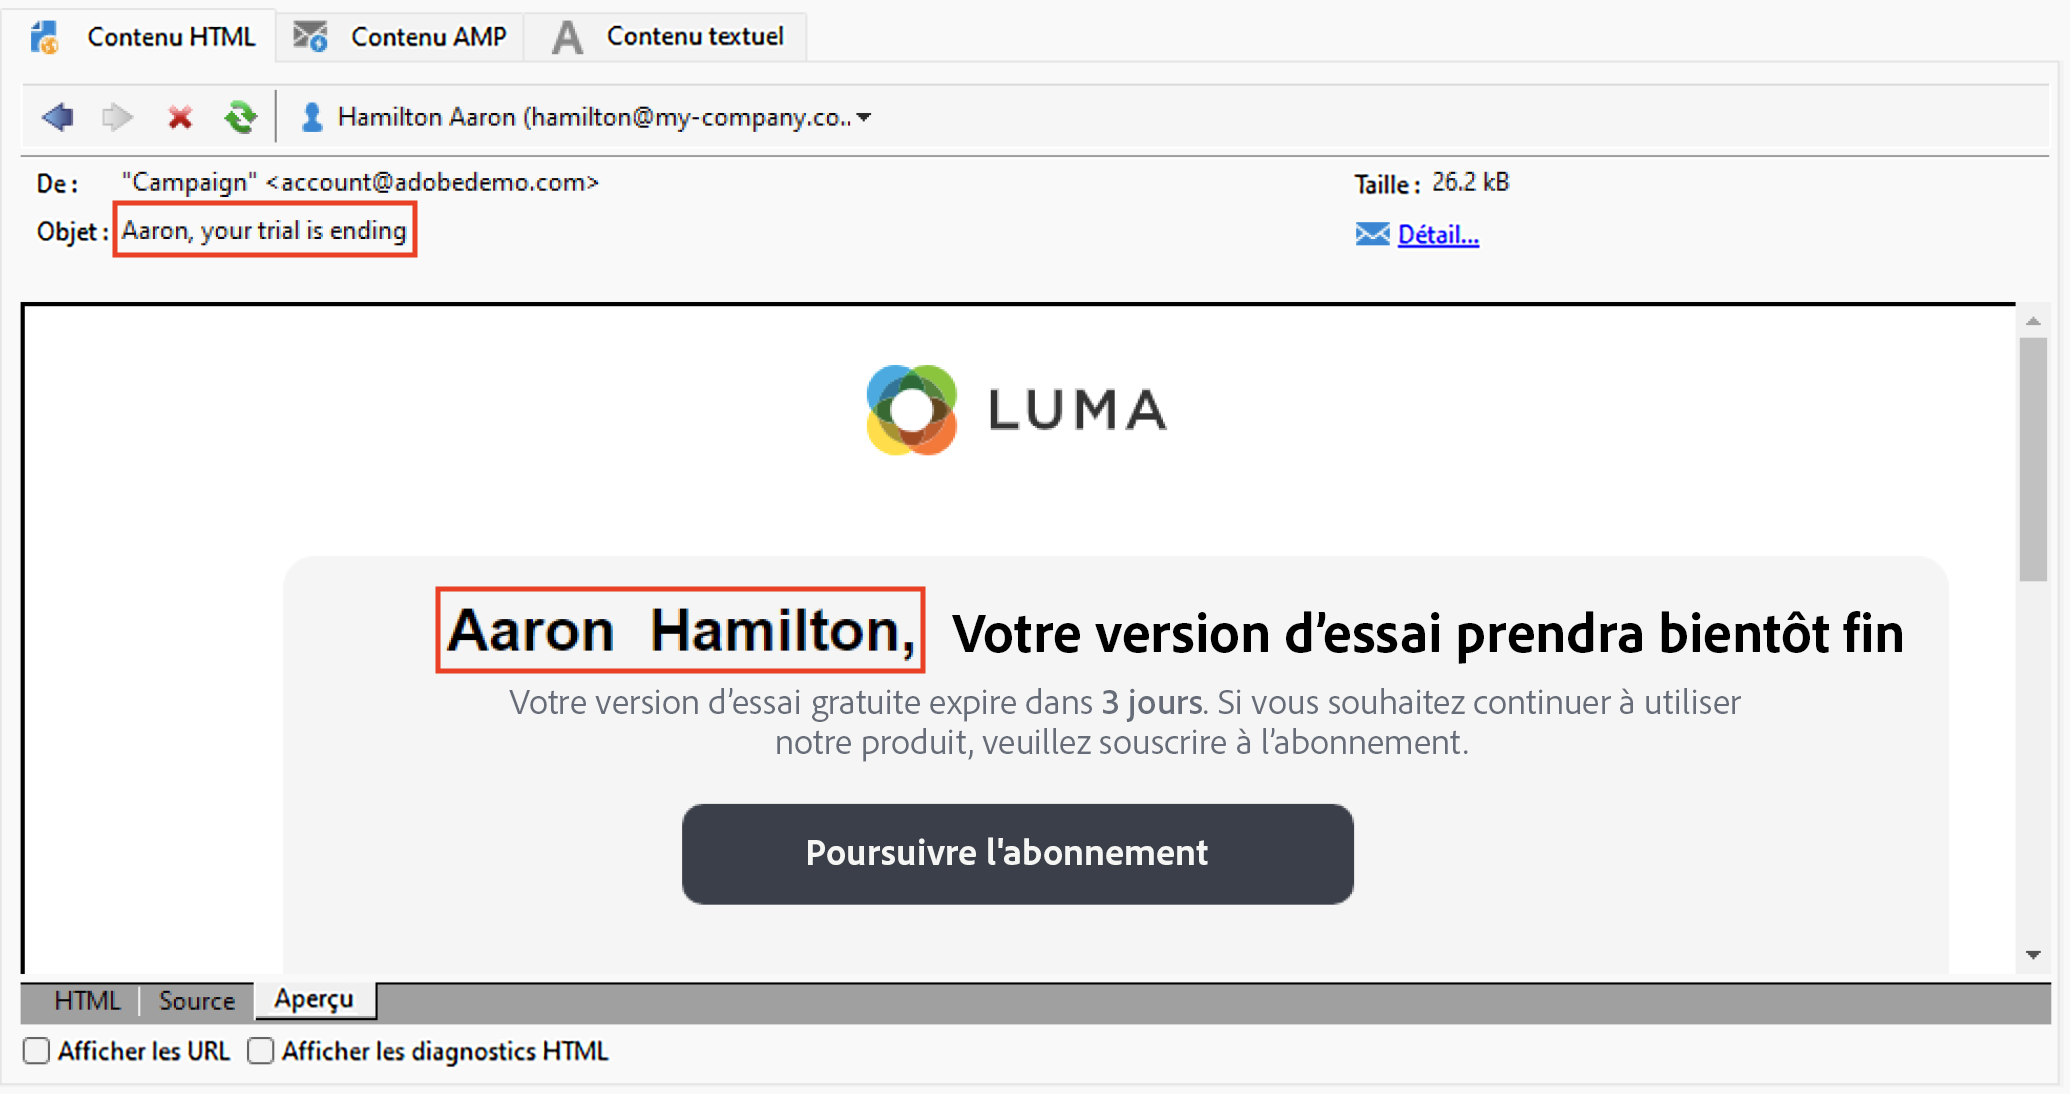 Contenu HTML
Contenu AMP
Contenu textuel
Hamilton Aaron (hamilton@my-company.co..
De : "Campaign" <account@adobedemo.com>
Taille : 26.2 kB
Objet : Aaron, your trial is ending
Détail...
LUMA
Aaron Hamilton, Votre version d’essai prendra bientôt fin
Votre version d’essai gratuite expire dans 3 jours. Si vous souhaitez continuer à utiliser
notre produit, veuillez souscrire à l’abonnement.
Poursuivre l'abonnement
HTML
Source
Aperçu
Afficher les URL
Afficher les diagnostics HTML